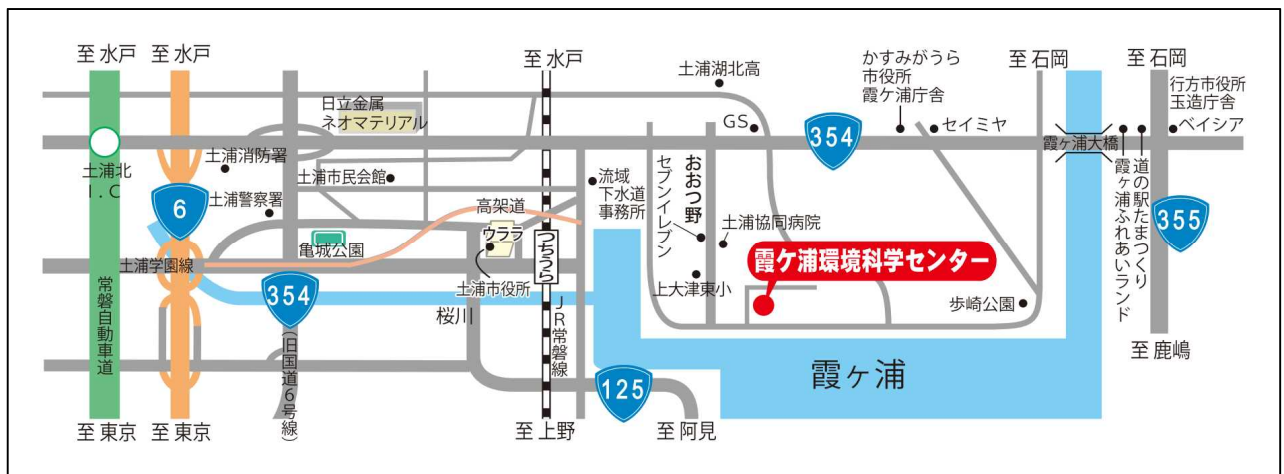 至 水戸
至 水戸
至 水戸
至 石岡
至 石岡
土浦湖北高
かすみがうら
市役所
霞ケ浦庁舎
行方市役所
玉造庁舎
ベイシア
日立金属
ネオマテリアル
GS
354
セイミヤ
霞ヶ浦大橋
土浦北
I.C
土浦消防署
土浦市民会館
流域
下水道
事務所
セブンイレブン
おおつ野
土浦協同病院
霞ヶ浦ふれあいランド
道の駅たまつくり
6
土浦警察署
高架道
ウララ
355
亀城公園
つちうら
霞ケ浦環境科学センター
土浦学園線
354
土浦市役所
上大津東小
歩崎公園
常磐自動車道
(旧国道6号線)
桜川
JR常磐線
至 鹿嶋
125
霞ヶ浦
至 東京
至 東京
至 上野
至 阿見